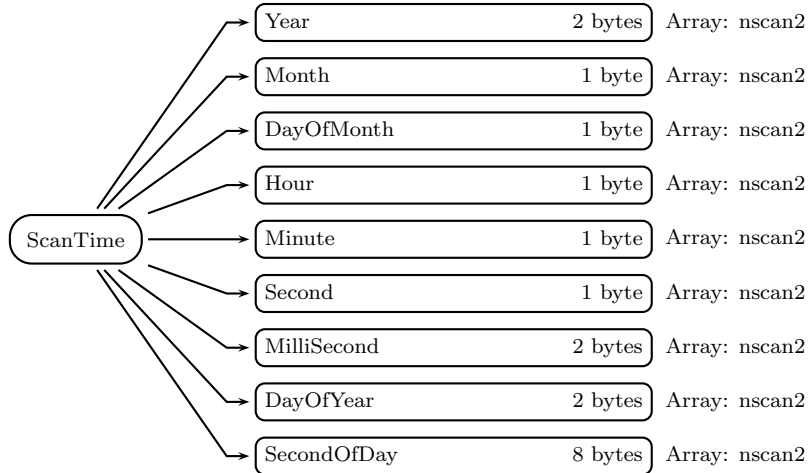 Year 2 bytes Array: nscan2
Month 1 byte Array: nscan2
DayOfMonth 1 byte Array: nscan2
Hour 1 byte Array: nscan2
ScanTime
Minute 1 byte Array: nscan2
Second 1 byte Array: nscan2
MilliSecond 2 bytes Array: nscan2
DayOfYear 2 bytes Array: nscan2
SecondOfDay 8 bytes Array: nscan2